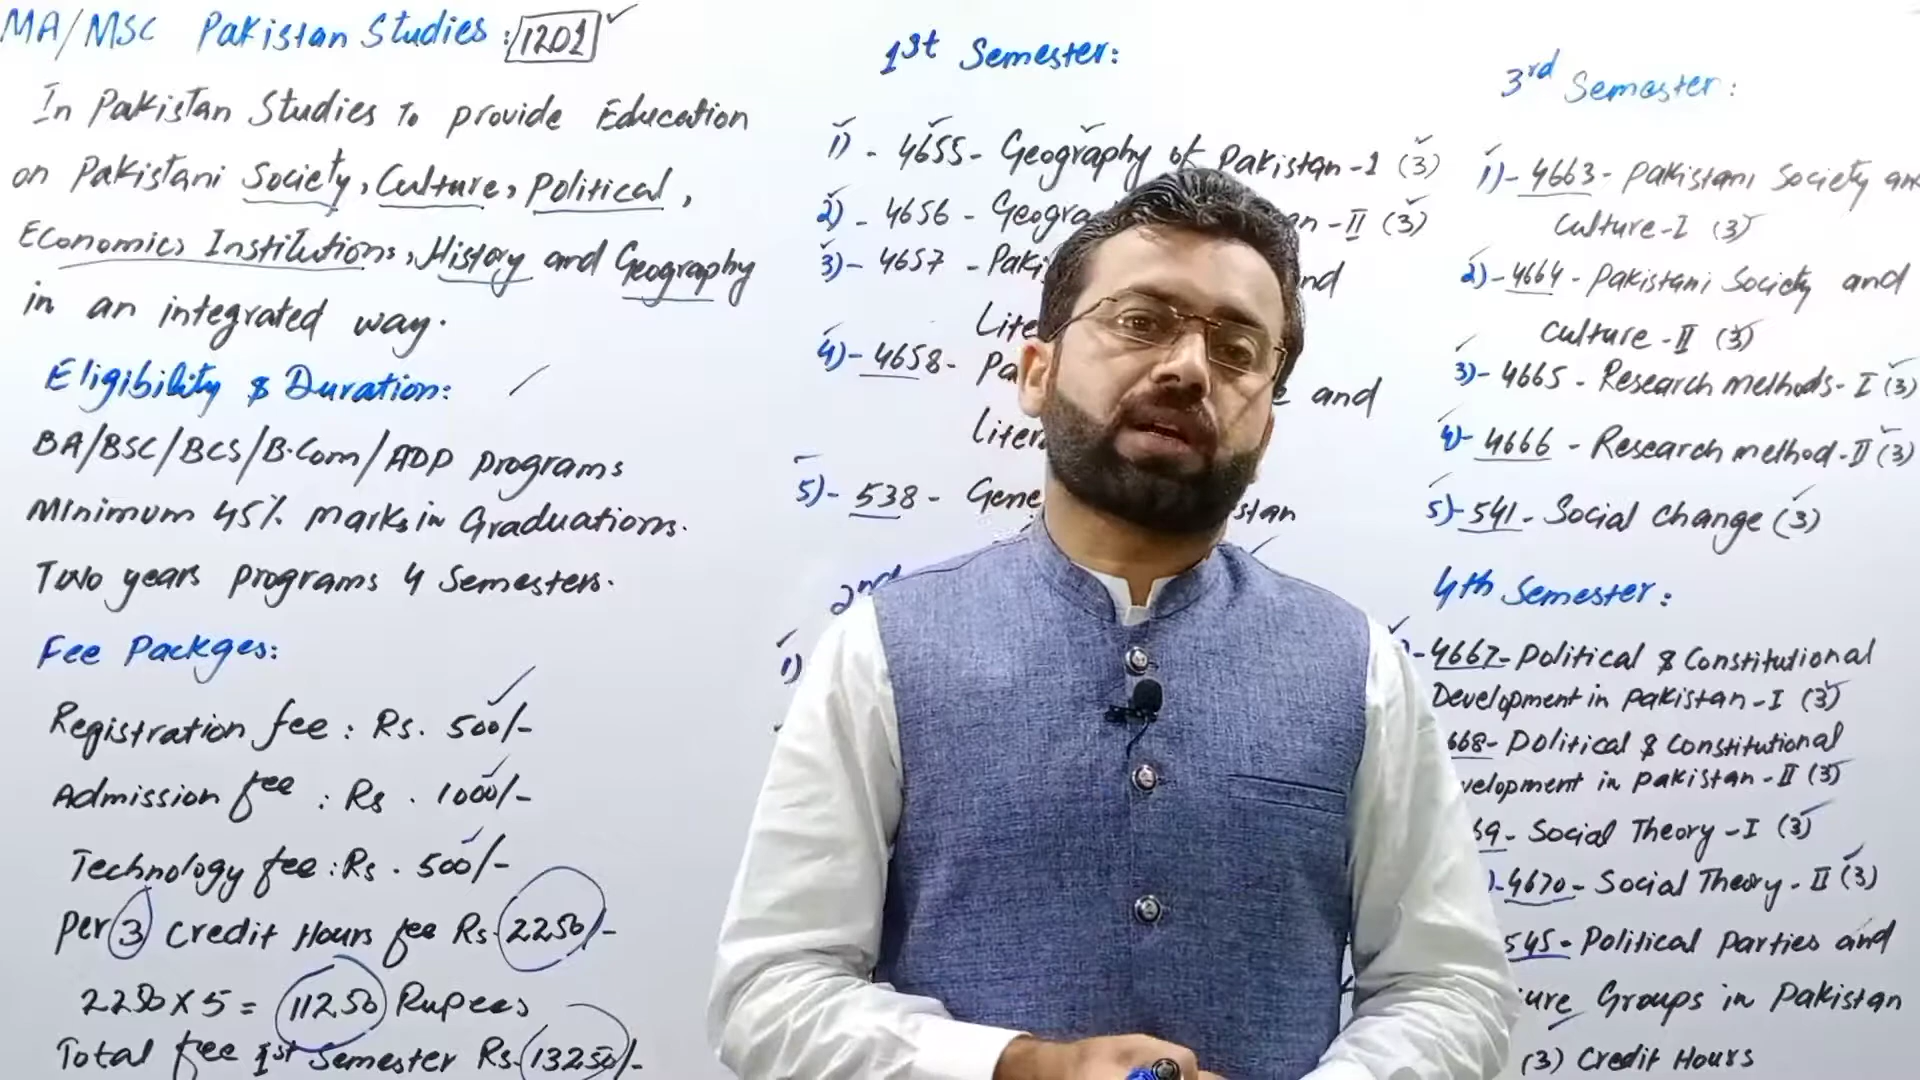 MA/MSC Pakistan Studies: 1201
In Pakistan Studies To provide Education
on Pakistani Society, Culture, Political,
Economics Institutions, History and Geography
in an integrated way.
Eligibility & Duration:
BA/BSC/BCS/B.Com/ADP programs
Minimum 45% marks in Graduations.
Two years programs 4 Semesters.
Fee Packges:
Registration fee : Rs. 500/-
Admission fee : Rs . 1000/-
Technology fee : Rs . 500/-
Per 3 Credit Hours fee Rs. 2250/-
2250 X 5 = 11250 Rupees
Total fee 1st Semester Rs. 13250/-
1st Semester:
1) - 4655 - Geography of Pakistan - I (3)
2) - 4656 - - II (3)
3) - 4657 -
4) - 4658 - and
5) - 538 -
2nd
1)
3rd Semester:
1) - 4663 - Pakistani Society
Culture - I (3)
2) - 4664 - Pakistani Society and
Culture - II (3)
3) - 4665 - Research methods - I (3)
4) - 4666 - Research method - II (3)
5) - 541 - Social Change (3)
4th Semester:
- 4667 - Political & Constitutional
Development in Pakistan - I (3)
668 - Political & Constitutional
velopment in Pakistan - II (3)
69 - Social Theory - I (3)
) - 4670 - Social Theory - II (3)
545 - Political Parties and
Groups in Pakistan
(3) Credit Hours